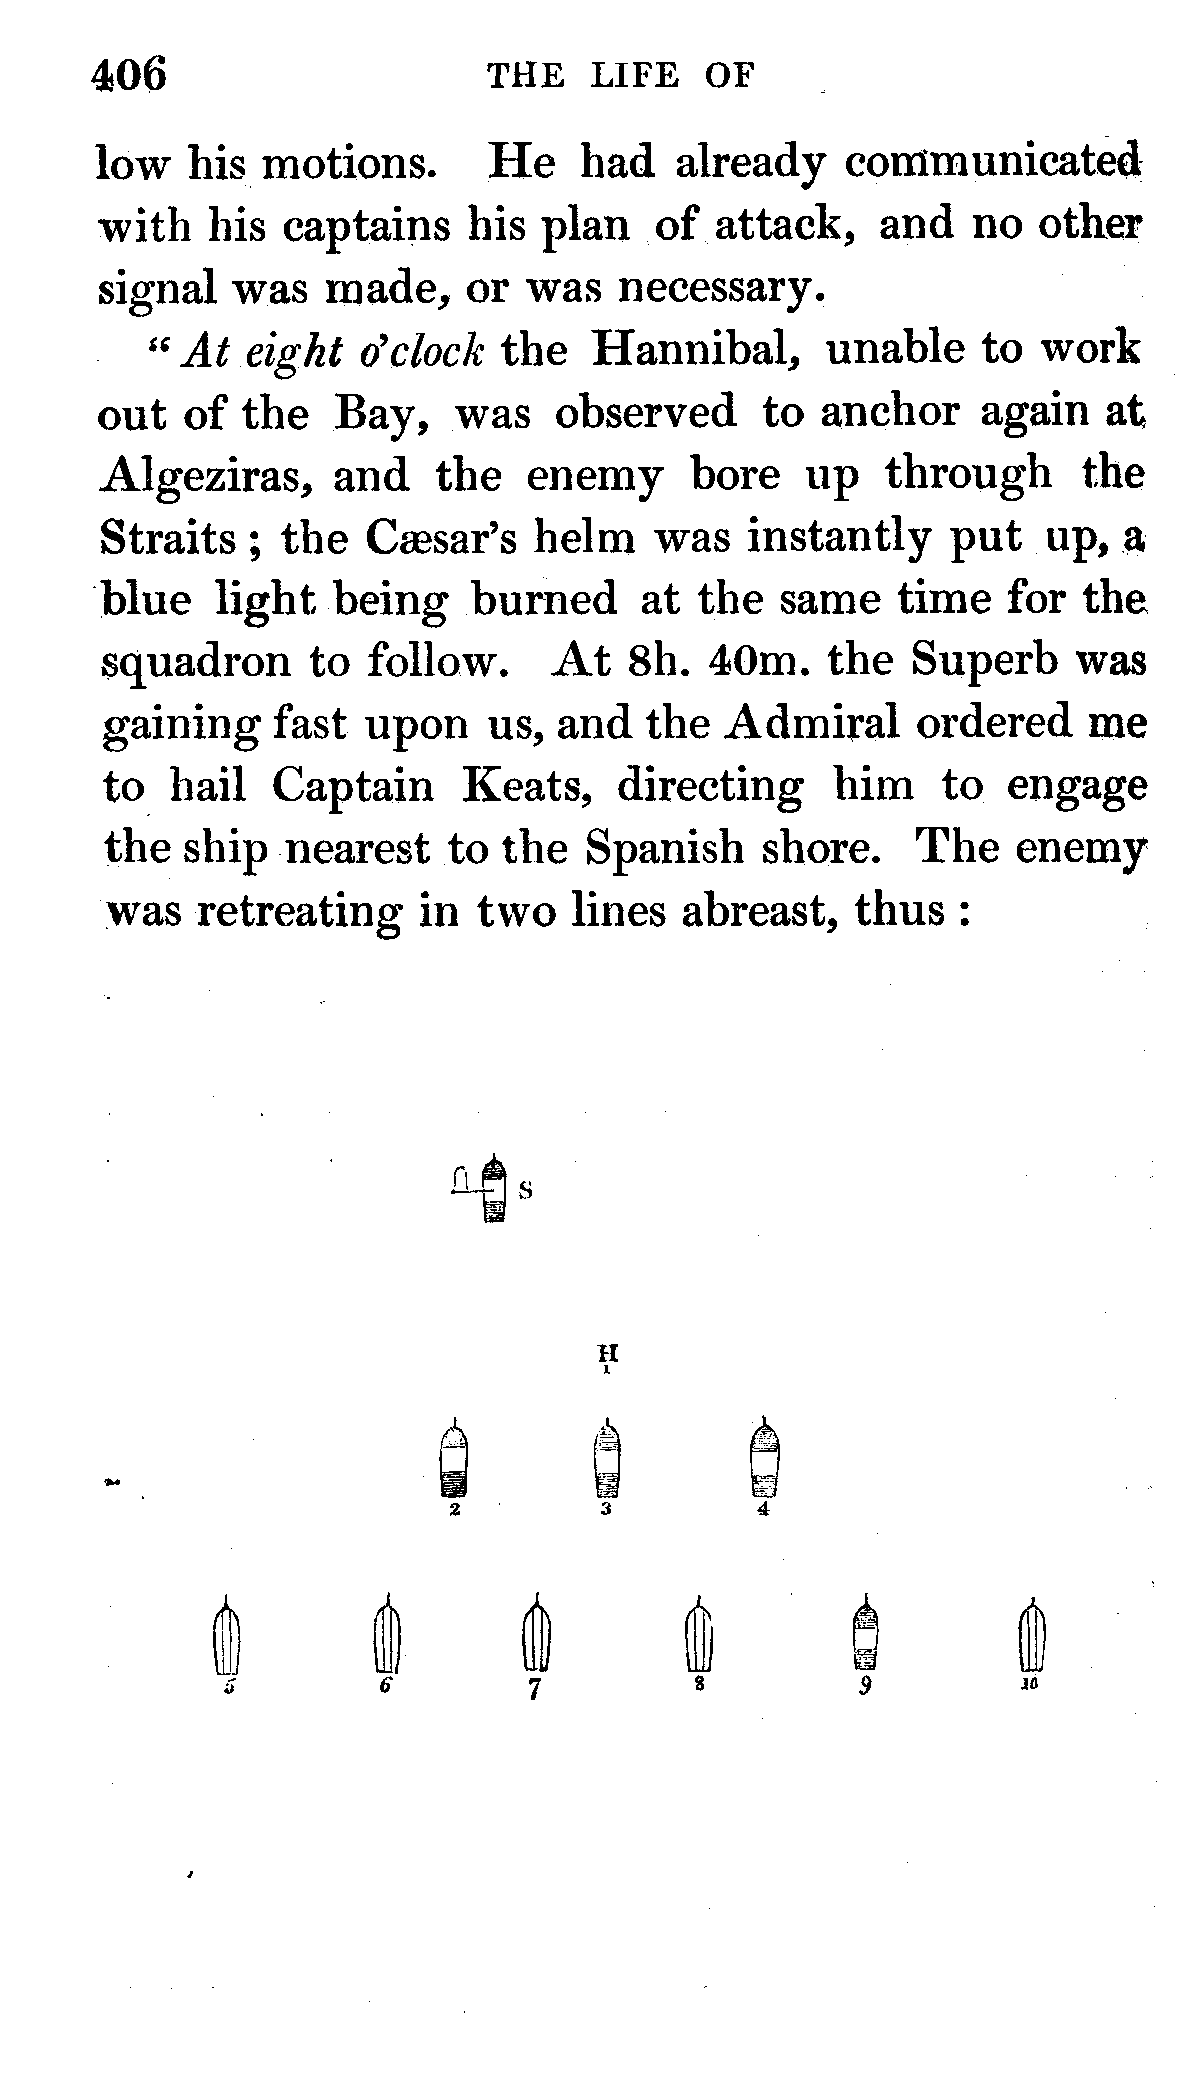 406 THE LIFE OF
low his motions. He had already communicated
with his captains his plan of attack, and no other
signal was made, or was necessary.
“ At eight o’clock the Hannibal, unable to work
out of the Bay, was observed to anchor again at
Algeziras, and the enemy bore up through the
Straits ; the Cæsar’s helm was instantly put up, a
blue light being burned at the same time for the
squadron to follow. At 8h. 40m. the Superb was
gaining fast upon us, and the Admiral ordered me
to hail Captain Keats, directing him to engage
the ship nearest to the Spanish shore. The enemy
was retreating in two lines abreast, thus :
S
H
1
2 3 4
5 6 7 8 9 10